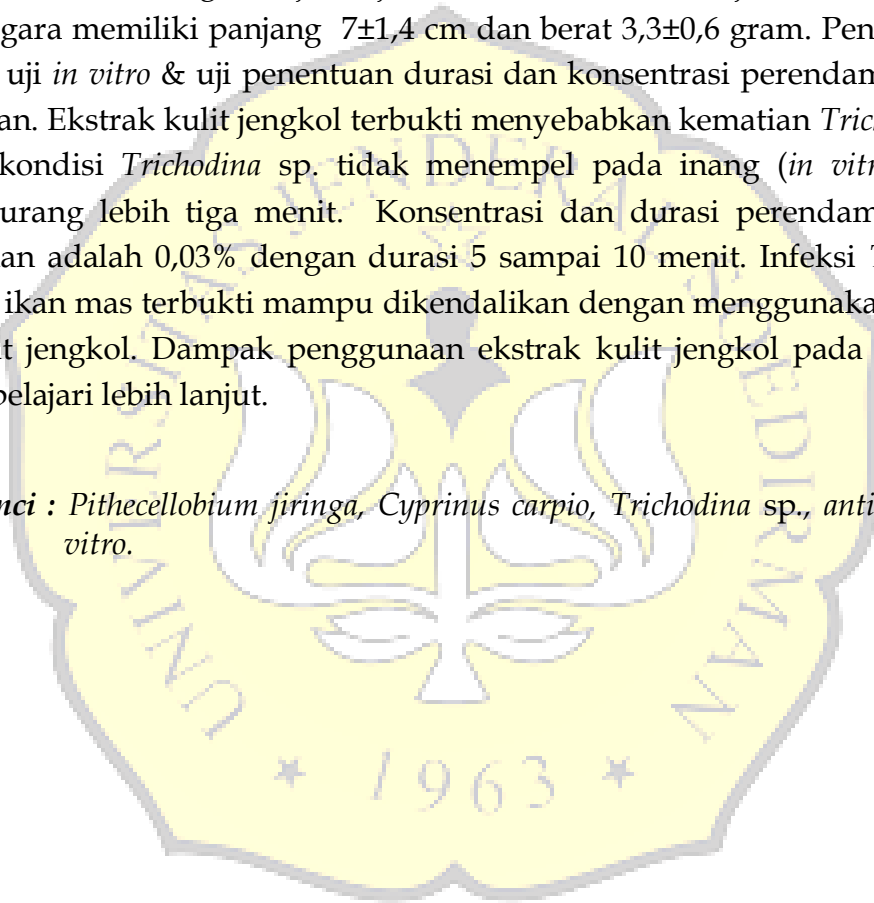 gara memiliki panjang 7±1,4 cm dan berat 3,3±0,6 gram. Pen
uji in vitro & uji penentuan durasi dan konsentrasi perendam
an. Ekstrak kulit jengkol terbukti menyebabkan kematian Tric
kondisi Trichodina sp. tidak menempel pada inang (in vitr
urang lebih tiga menit. Konsentrasi dan durasi perendam
an adalah 0,03% dengan durasi 5 sampai 10 menit. Infeksi T
ikan mas terbukti mampu dikendalikan dengan menggunaka
t jengkol. Dampak penggunaan ekstrak kulit jengkol pada
pelajari lebih lanjut.
nci : Pithecellobium jiringa, Cyprinus carpio, Trichodina sp., anti
vitro.
UNIVERSITAS JENDERAL SOEDIRMAN
1963